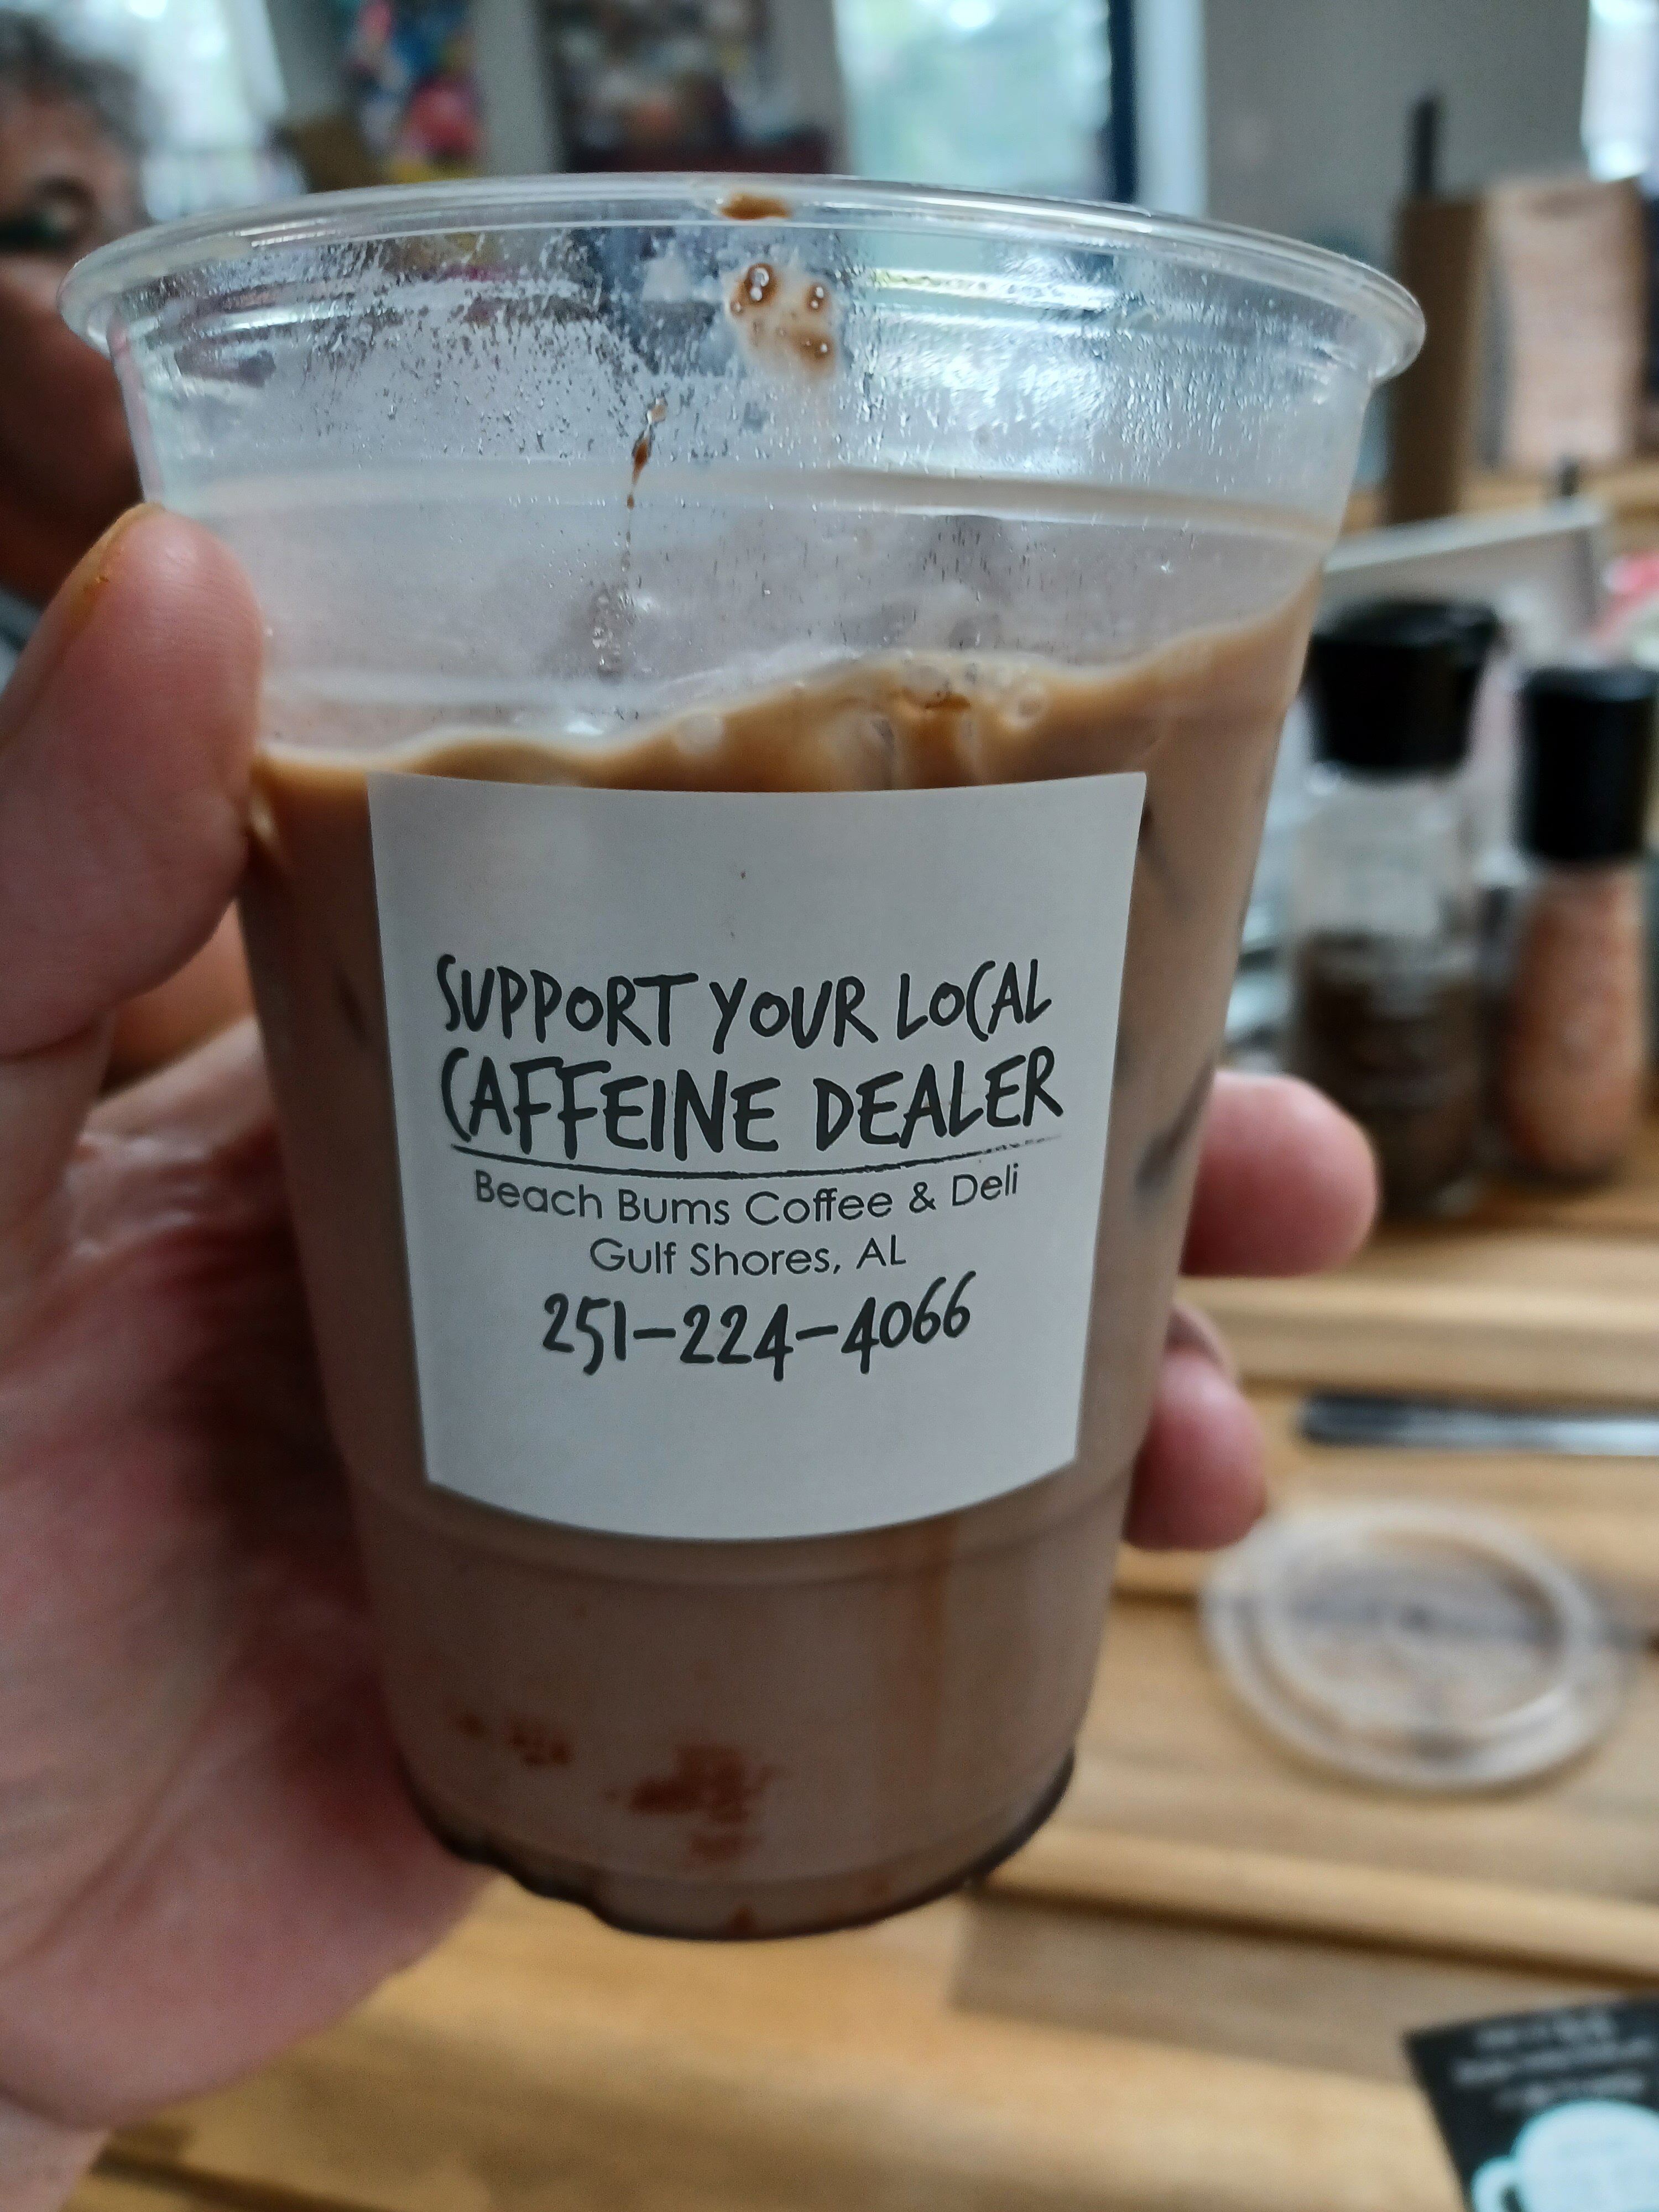 SUPPORT YOUR LOCAL
CAFFEINE DEALER
Beach Bums Coffee & Deli
Gulf Shores, AL
251-224-4066